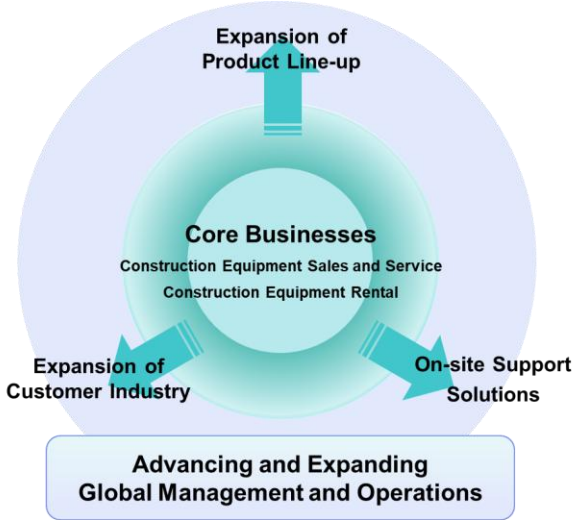 Expansion of
Product Line-up
Core Businesses
Construction Equipment Sales and Service
Construction Equipment Rental
Expansion of
Customer Industry
On-site Support
Solutions
Advancing and Expanding
Global Management and Operations